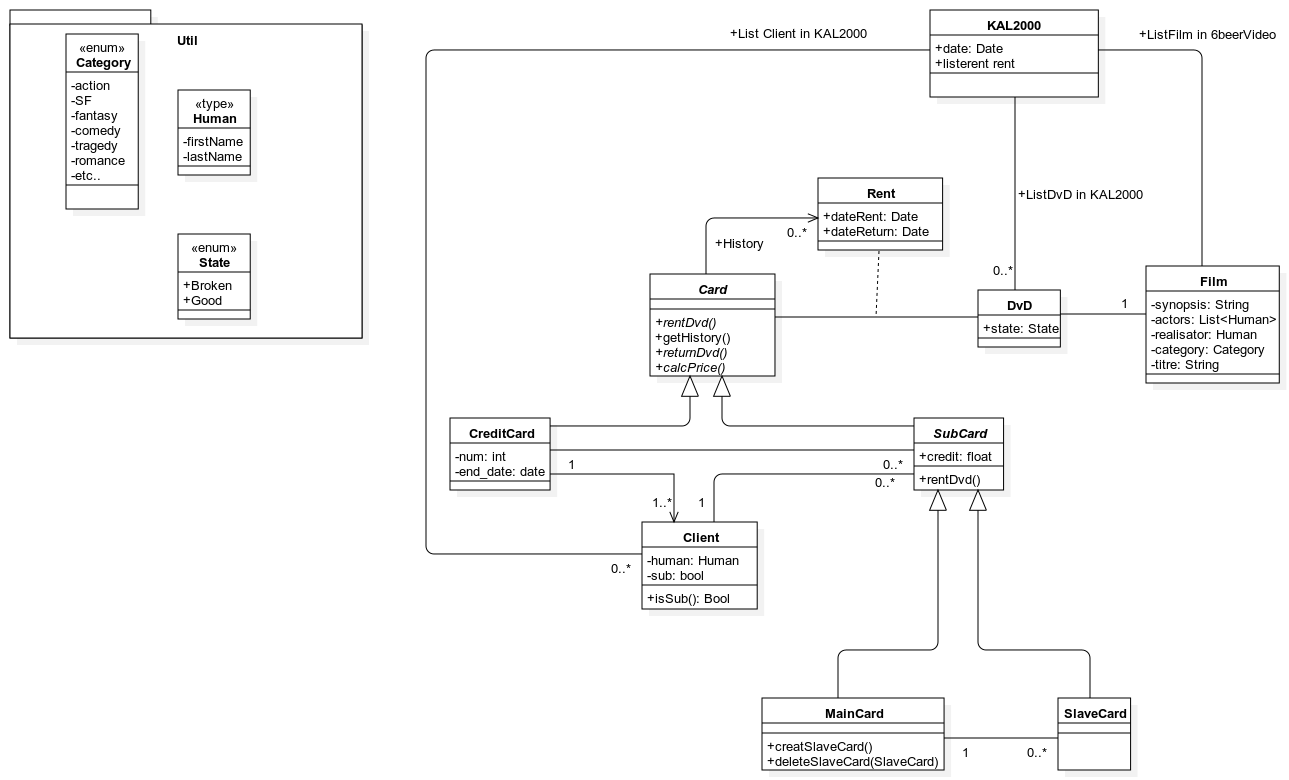 Util
«enum»
Category
-action
-SF
-fantasy
-comedy
-tragedy
-romance
-etc..
«type»
Human
-firstName
-lastName
«enum»
State
+Broken
+Good
+List Client in KAL2000
KAL2000
+date: Date
+listerent rent
+ListFilm in 6beerVideo
+ListDvD in KAL2000
0..*
Rent
+dateRent: Date
+dateReturn: Date
0..*
+History
Card
+rentDvd()
+getHistory()
+returnDvd()
+calcPrice()
DvD
+state: State
1
Film
-synopsis: String
-actors: List<Human>
-realisator: Human
-category: Category
-titre: String
CreditCard
-num: int
-end_date: date
1
1..*
SubCard
+credit: float
+rentDvd()
0..*
0..*
1
Client
-human: Human
-sub: bool
+isSub(): Bool
0..*
MainCard
+creatSlaveCard()
+deleteSlaveCard(SlaveCard)
1
0..*
SlaveCard